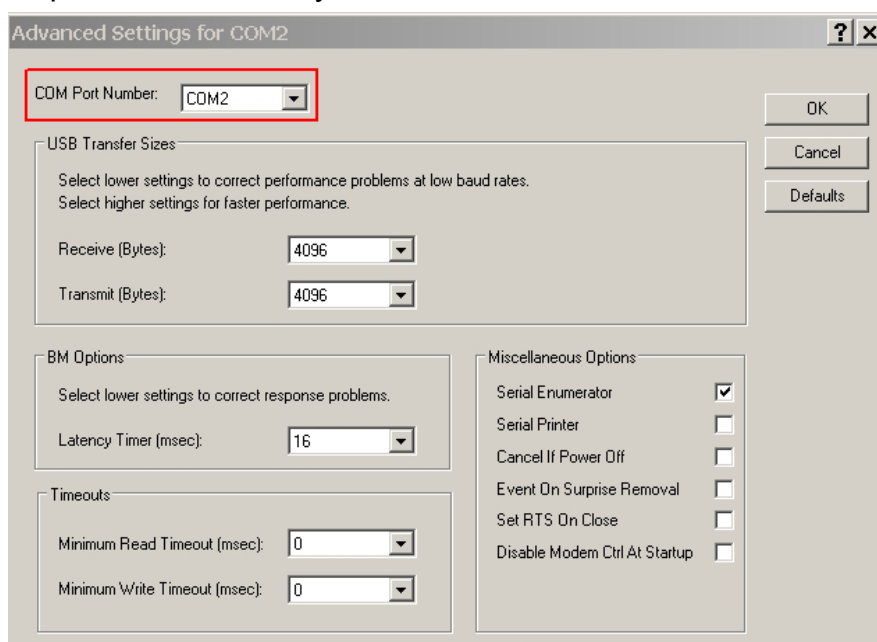 Advanced Settings for COM2
? ×
COM Port Number: COM2
OK
Cancel
Defaults
USB Transfer Sizes
Select lower settings to correct performance problems at low baud rates.
Select higher settings for faster performance.
Receive (Bytes): 4096
Transmit (Bytes): 4096
BM Options
Select lower settings to correct response problems.
Latency Timer (msec): 16
Timeouts
Minimum Read Timeout (msec): 0
Minimum Write Timeout (msec): 0
Miscellaneous Options
Serial Enumerator
Serial Printer
Cancel If Power Off
Event On Surprise Removal
Set RTS On Close
Disable Modem Ctrl At Startup